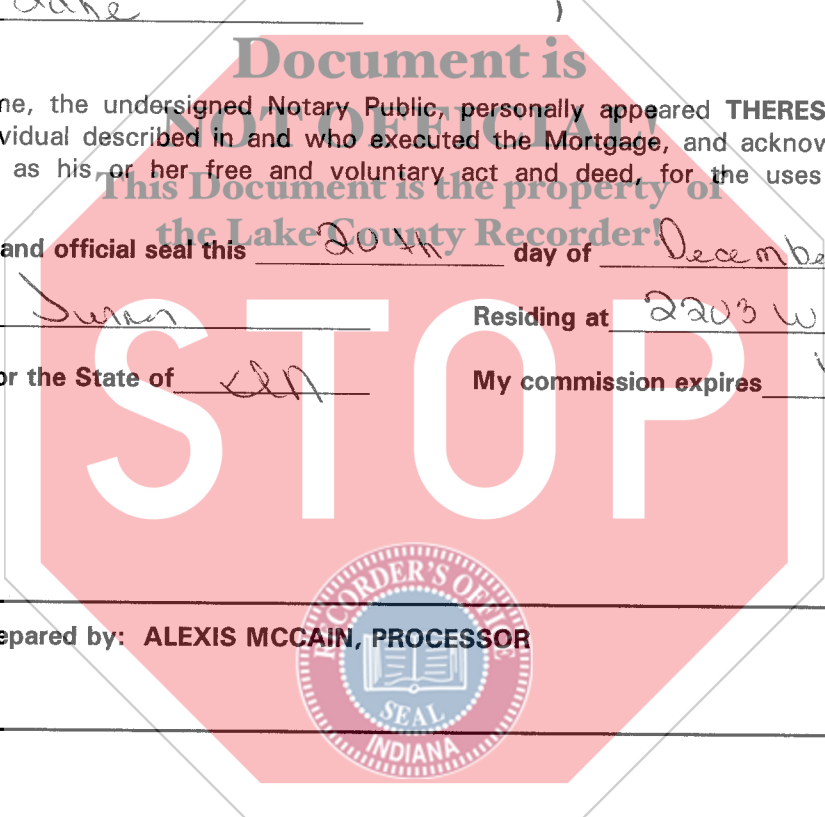 Document is
NOT OFFICIAL!
This Document is the property of
the Lake County Recorder!
ne, the undersigned Notary Public, personally appeared THERES
vidual described in and who executed the Mortgage, and acknow
as his or her free and voluntary act and deed, for the uses
and official seal this 20th day of Decembe
Residing at 2203 W
or the State of IN My commission expires
STOP
epared by: ALEXIS MCCAIN, PROCESSOR
RECORDER'S OFFICE
SEAL
INDIANA